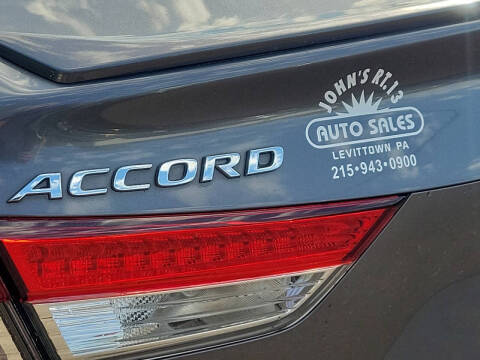 ACCORD
JOHN'S RT.13
AUTO SALES
LEVITTOWN PA
215•943•0900